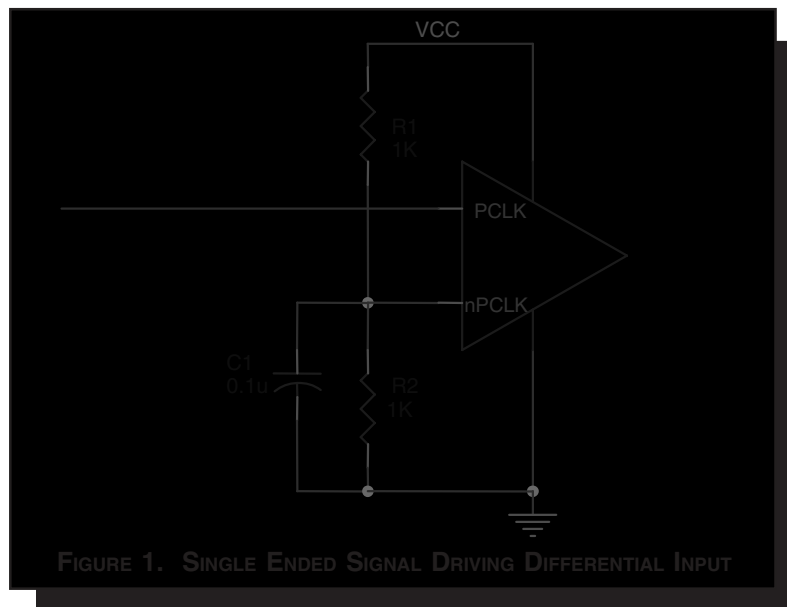 VCC
R1
1K
PCLK
nPCLK
C1
0.1u
R2
1K
FIGURE 1. SINGLE ENDED SIGNAL DRIVING DIFFERENTIAL INPUT